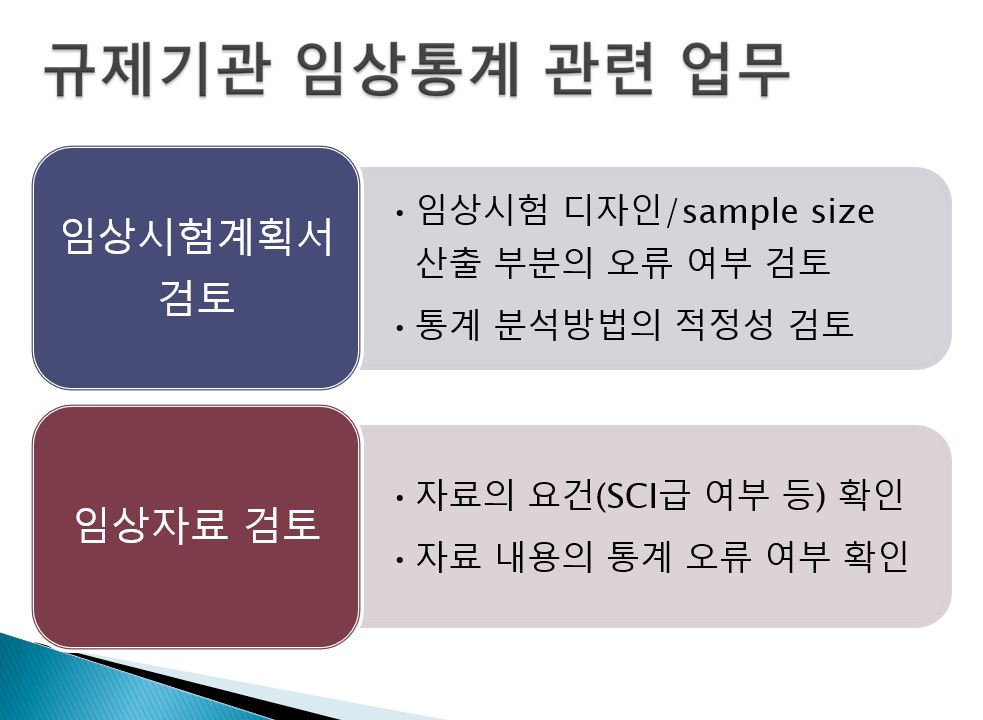 규제기관 임상통계 관련 업무
임상시험계획서
검토
• 임상시험 디자인/sample size
산출 부분의 오류 여부 검토
• 통계 분석방법의 적정성 검토
임상자료 검토
• 자료의 요건(SCI급 여부 등) 확인
• 자료 내용의 통계 오류 여부 확인